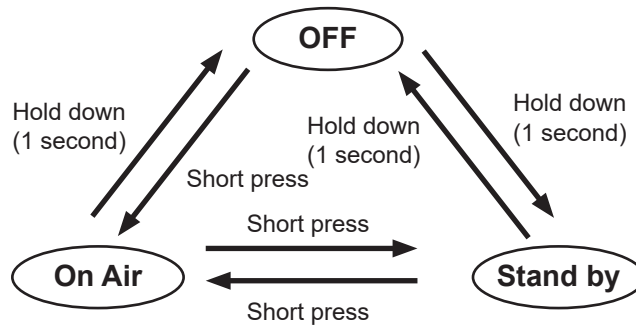 OFF
Hold down
(1 second)
Hold down
(1 second)
Hold down
(1 second)
Short press
Short press
On Air
Stand by
Short press